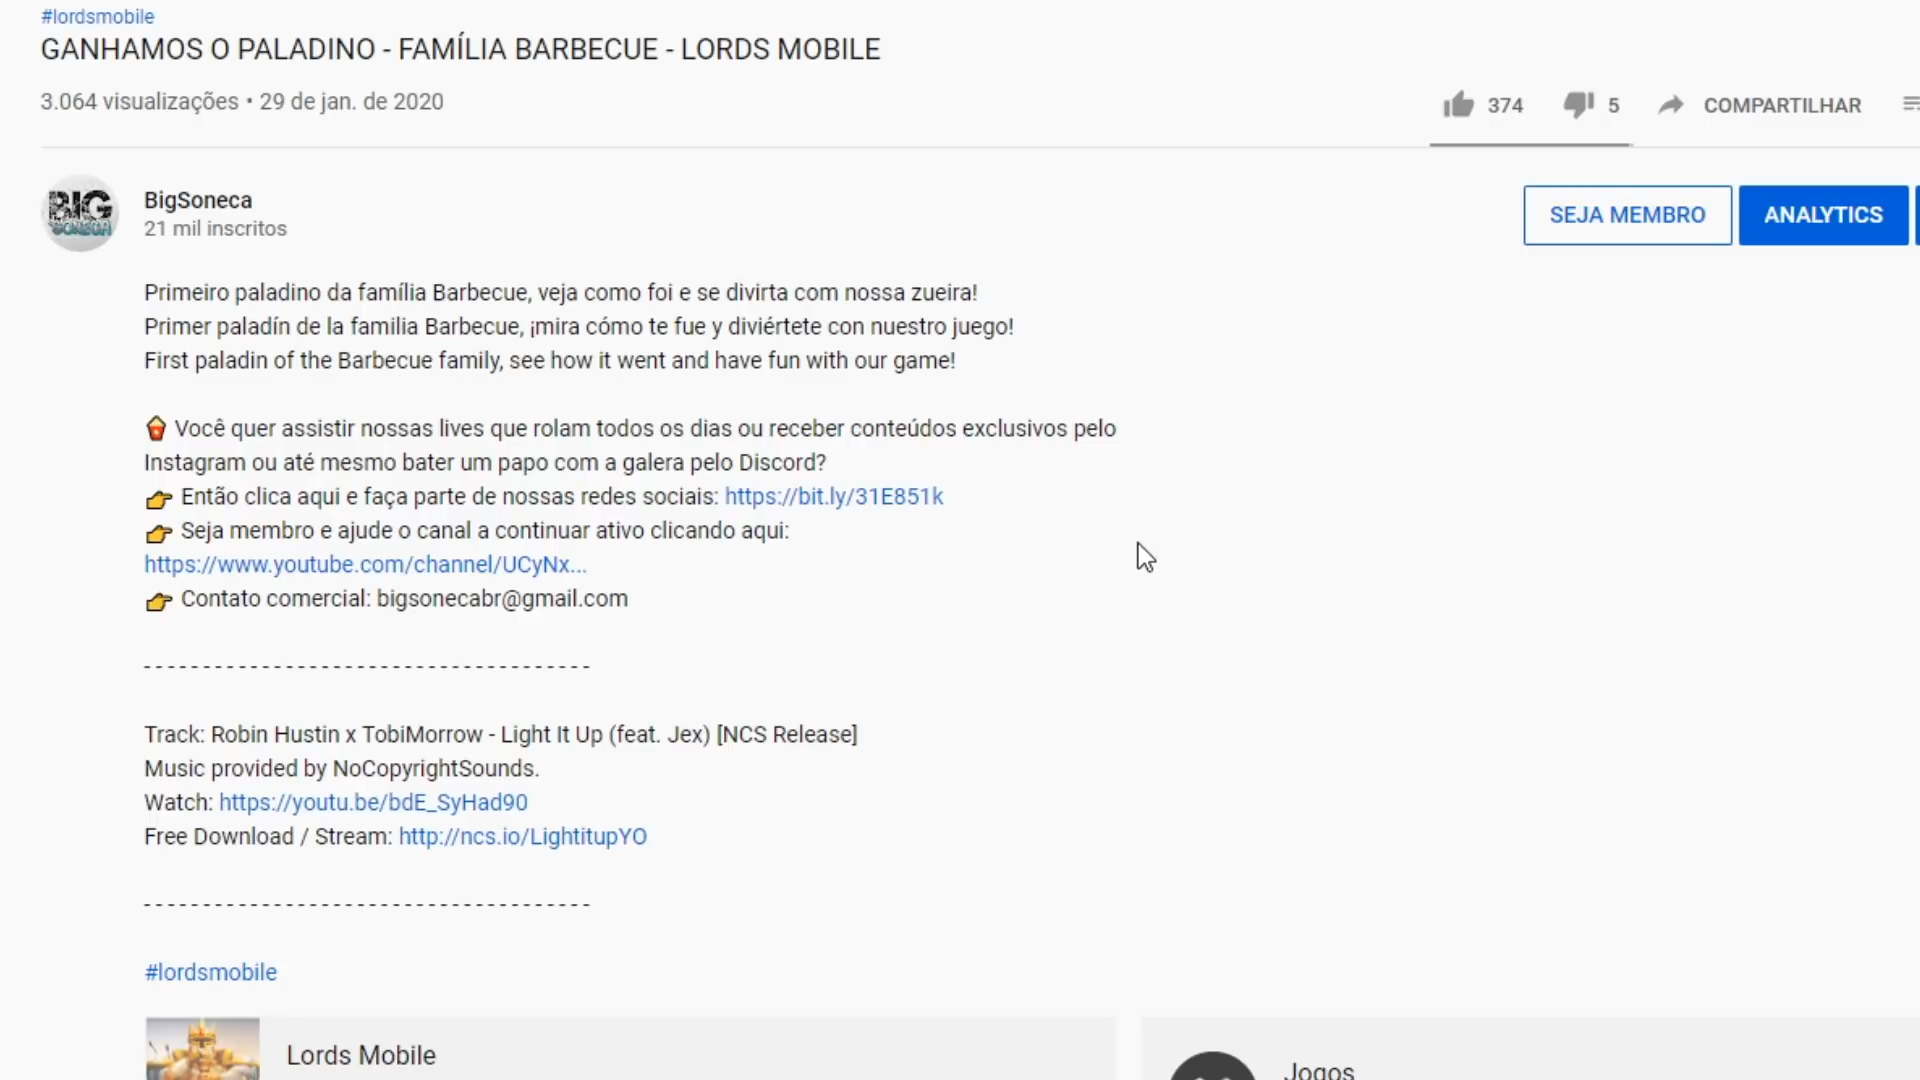 #lordsmobile
GANHAMOS O PALADINO - FAMÍLIA BARBECUE - LORDS MOBILE
3.064 visualizações • 29 de jan. de 2020
374 5 COMPARTILHAR
BIG SONECA
BigSoneca
21 mil inscritos
SEJA MEMBRO ANALYTICS
Primeiro paladino da família Barbecue, veja como foi e se divirta com nossa zueira!
Primer paladín de la familia Barbecue, ¡mira cómo te fue y diviértete con nuestro juego!
First paladin of the Barbecue family, see how it went and have fun with our game!
🍿 Você quer assistir nossas lives que rolam todos os dias ou receber conteúdos exclusivos pelo
Instagram ou até mesmo bater um papo com a galera pelo Discord?
👉 Então clica aqui e faça parte de nossas redes sociais: https://bit.ly/31E851k
👉 Seja membro e ajude o canal a continuar ativo clicando aqui:
https://www.youtube.com/channel/UCyNx...
👉 Contato comercial: bigsonecabr@gmail.com
- - - - - - - - - - - - - - - - - - - - - - - - - - - - - - - - - - - - - -
Track: Robin Hustin x TobiMorrow - Light It Up (feat. Jex) [NCS Release]
Music provided by NoCopyrightSounds.
Watch: https://youtu.be/bdE_SyHad90
Free Download / Stream: http://ncs.io/LightitupYO
- - - - - - - - - - - - - - - - - - - - - - - - - - - - - - - - - - - - - -
#lordsmobile
Lords Mobile
Jogos